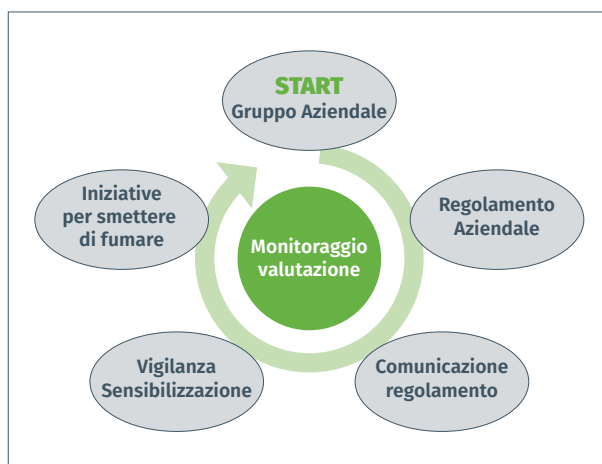 START
Gruppo Aziendale
Regolamento
Aziendale
Comunicazione
regolamento
Vigilanza
Sensibilizzazione
Iniziative
per smettere
di fumare
Monitoraggio
valutazione